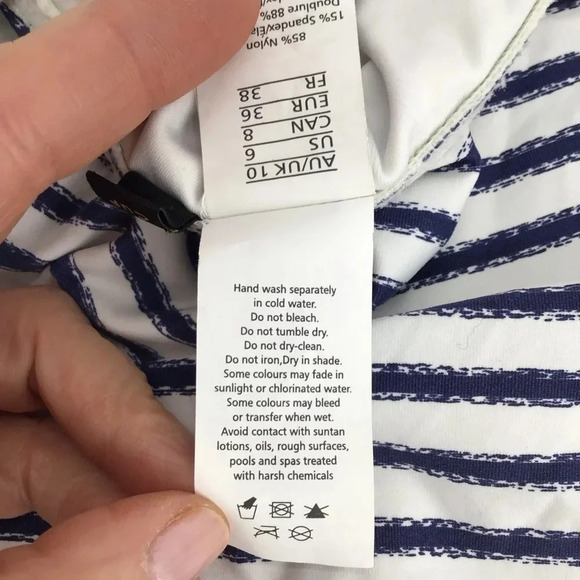 AU/UK 10
US 6
CAN 8
EUR 36
FR 38
85% Nylon
15%
Doublure 88%
Hand wash separately
in cold water.
Do not bleach.
Do not tumble dry.
Do not dry-clean.
Do not iron,Dry in shade.
Some colours may fade in
sunlight or chlorinated water.
Some colours may bleed
or transfer when wet.
Avoid contact with suntan
lotions, oils, rough surfaces,
pools and spas treated
with harsh chemicals